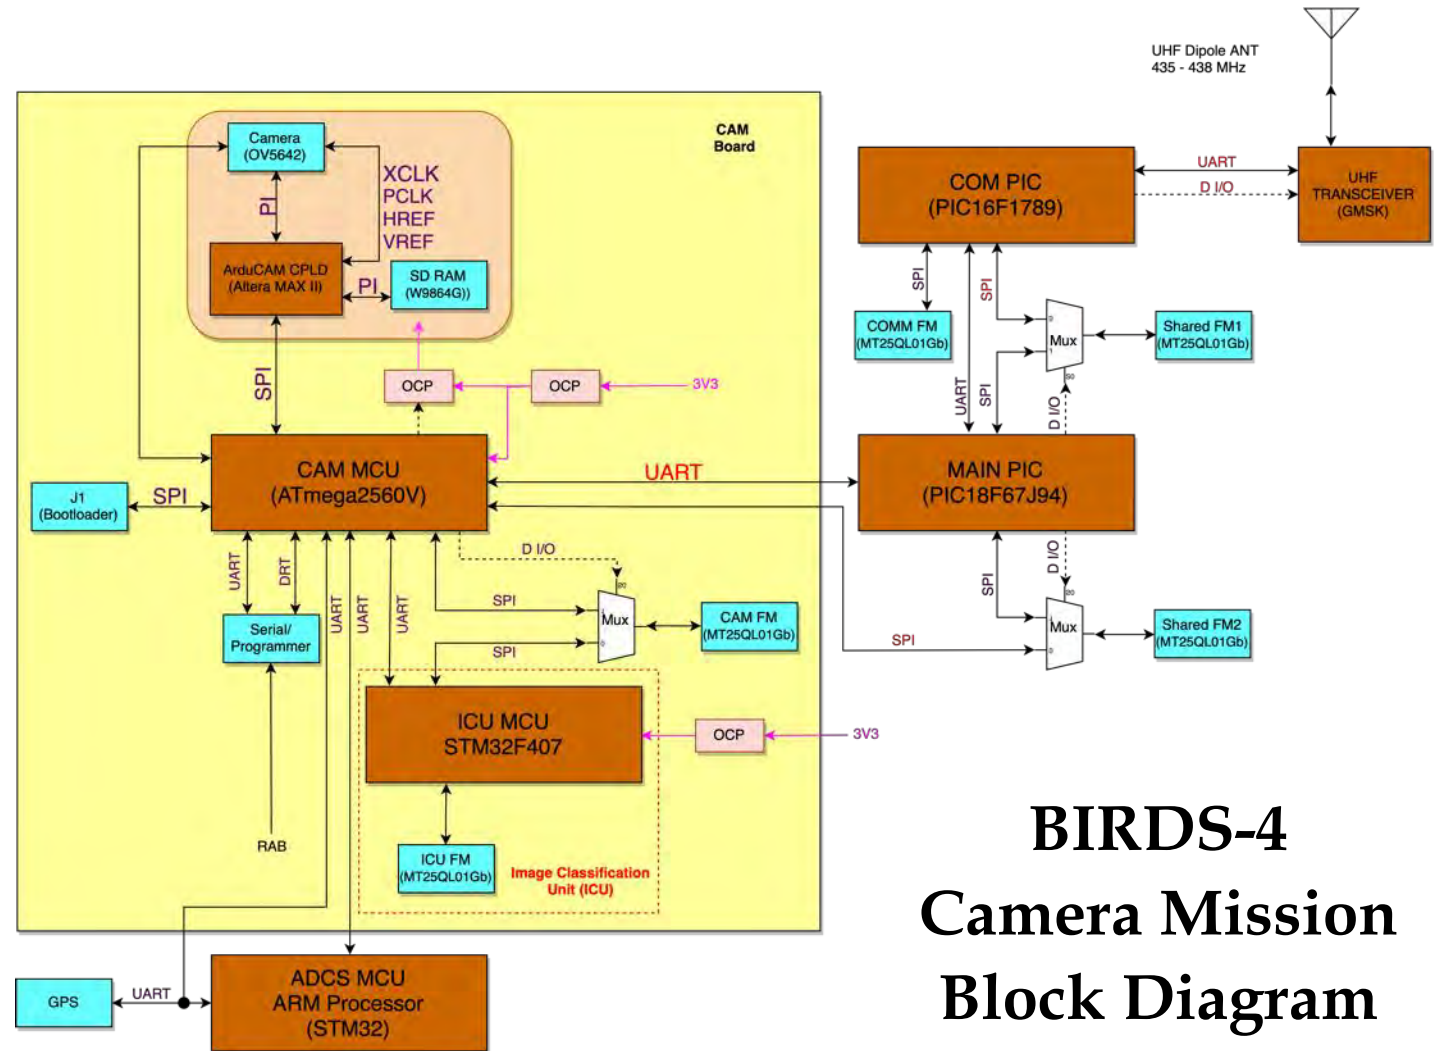 UHF Dipole ANT
435 - 438 MHz
CAM
Board
Camera
(OV5642)
XCLK
PCLK
HREF
VREF
PI
ArduCAM CPLD
(Altera MAX II)
PI
SD RAM
(W9864G))
SPI
OCP
OCP
3V3
COM PIC
(PIC16F1789)
UART
D I/O
UHF
TRANSCEIVER
(GMSK)
SPI
UART
SPI
SPI
COMM FM
(MT25QL01Gb)
0
1
Mux
S0
D I/O
Shared FM1
(MT25QL01Gb)
CAM MCU
(ATmega2560V)
UART
MAIN PIC
(PIC18F67J94)
J1
(Bootloader)
SPI
UART
DRT
UART
UART
UART
D I/O
SPI
SPI
Mux
CAM FM
(MT25QL01Gb)
Serial/
Programmer
SPI
D I/O
SPI
Mux
Shared FM2
(MT25QL01Gb)
ICU MCU
STM32F407
OCP
3V3
RAB
ICU FM
(MT25QL01Gb)
Image Classification
Unit (ICU)
GPS
UART
ADCS MCU
ARM Processor
(STM32)
BIRDS-4
Camera Mission
Block Diagram